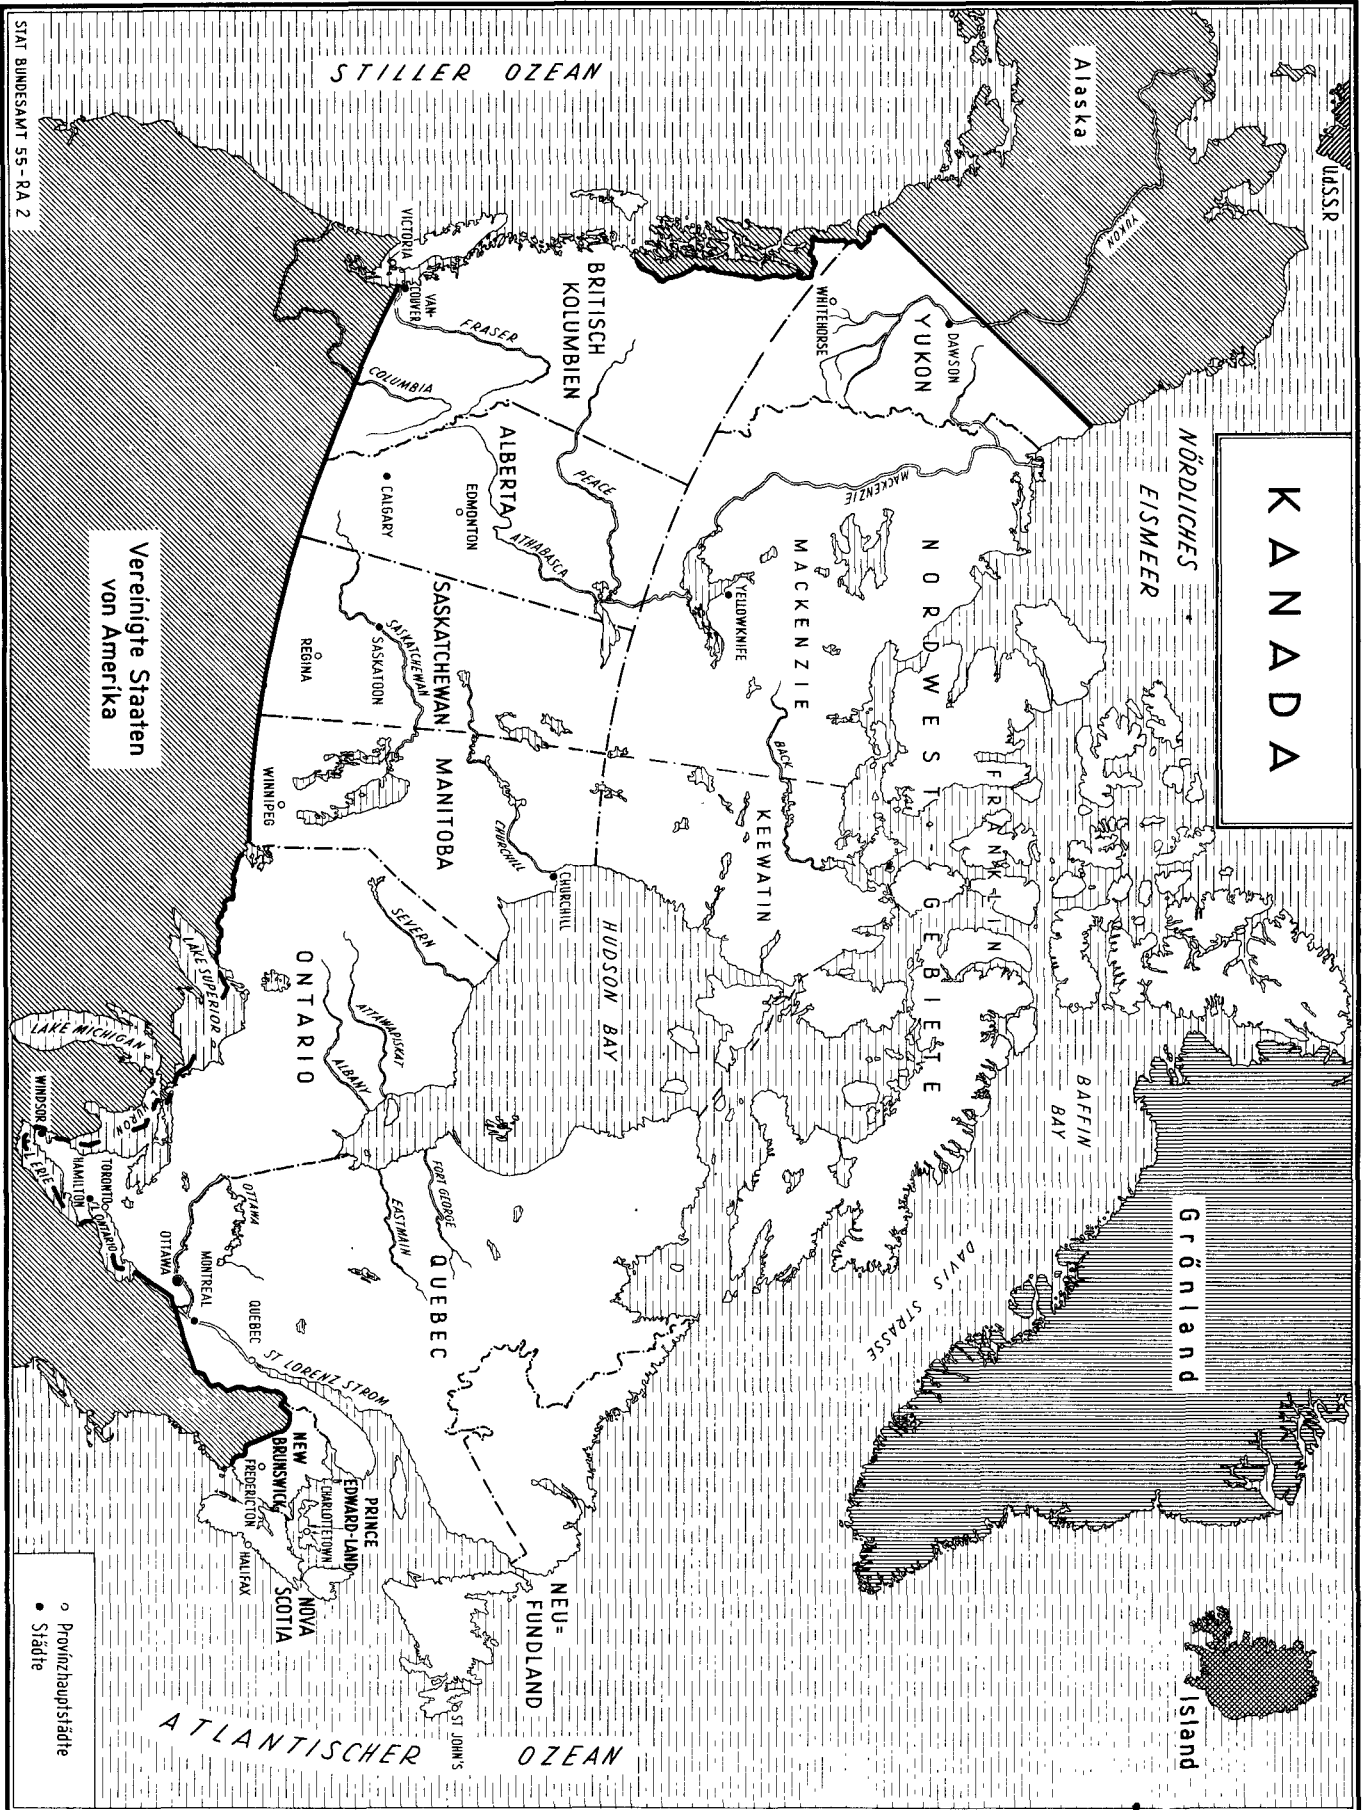 KANADA
U.d.S.S.R
Alaska
YUKON
NÖRDLICHES
EISMEER
Grönland
Island
BAFFIN
BAY
DAVIS STRASSE
STILLER OZEAN
DAWSON
YUKON
WHITEHORSE
MACKENZIE
NORDWEST-GEBIETE
FRANKLIN
MACKENZIE
YELLOWKNIFE
BACK
KEEWATIN
HUDSON BAY
BRITISCH
KOLUMBIEN
PEACE
ALBERTA
ATHABASCA
EDMONTON
CALGARY
FRASER
COLUMBIA
VAN-
COUVER
VICTORIA
SASKATCHEWAN
SASKATCHEWAN
SASKATOON
REGINA
MANITOBA
CHURCHILL
CHURCHILL
WINNIPEG
SEVERN
ONTARIO
ATTAWAPISKAT
ALBANY
LAKE SUPERIOR
LAKE MICHIGAN
L. HURON
WINDSOR
L. ERIE
HAMILTON
TORONTO
L. ONTARIO
OTTAWA
OTTAWA
MONTREAL
QUEBEC
FORT GEORGE
EASTMAIN
QUEBEC
ST LORENZ STROM
NEU=
FUNDLAND
ST JOHN'S
PRINCE
EDWARD-LAND
CHARLOTTETOWN
NEW
BRUNSWICK
FREDERICTON
NOVA
SCOTIA
HALIFAX
Vereinigte Staaten
von Amerika
ATLANTISCHER OZEAN
Provinzhauptstädte
Städte
STAT BUNDESAMT 55-RA 2